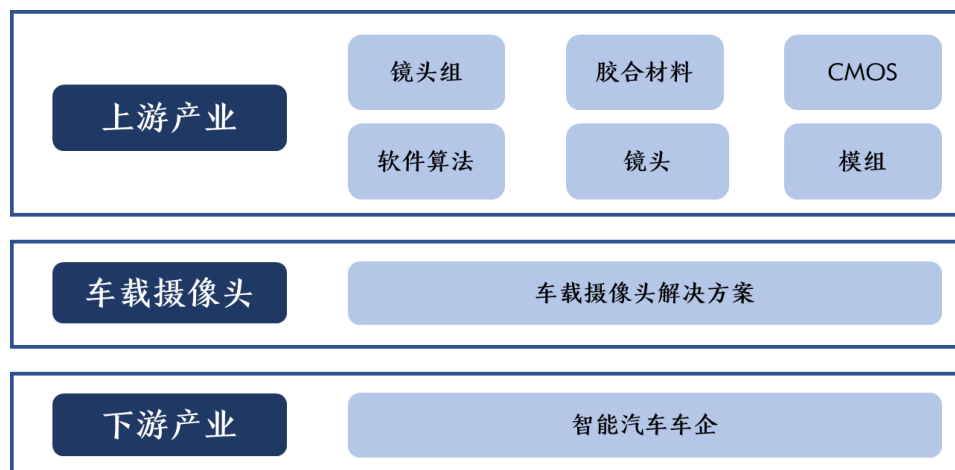 上游产业
镜头组
胶合材料
CMOS
软件算法
镜头
模组
车载摄像头
车载摄像头解决方案
下游产业
智能汽车车企